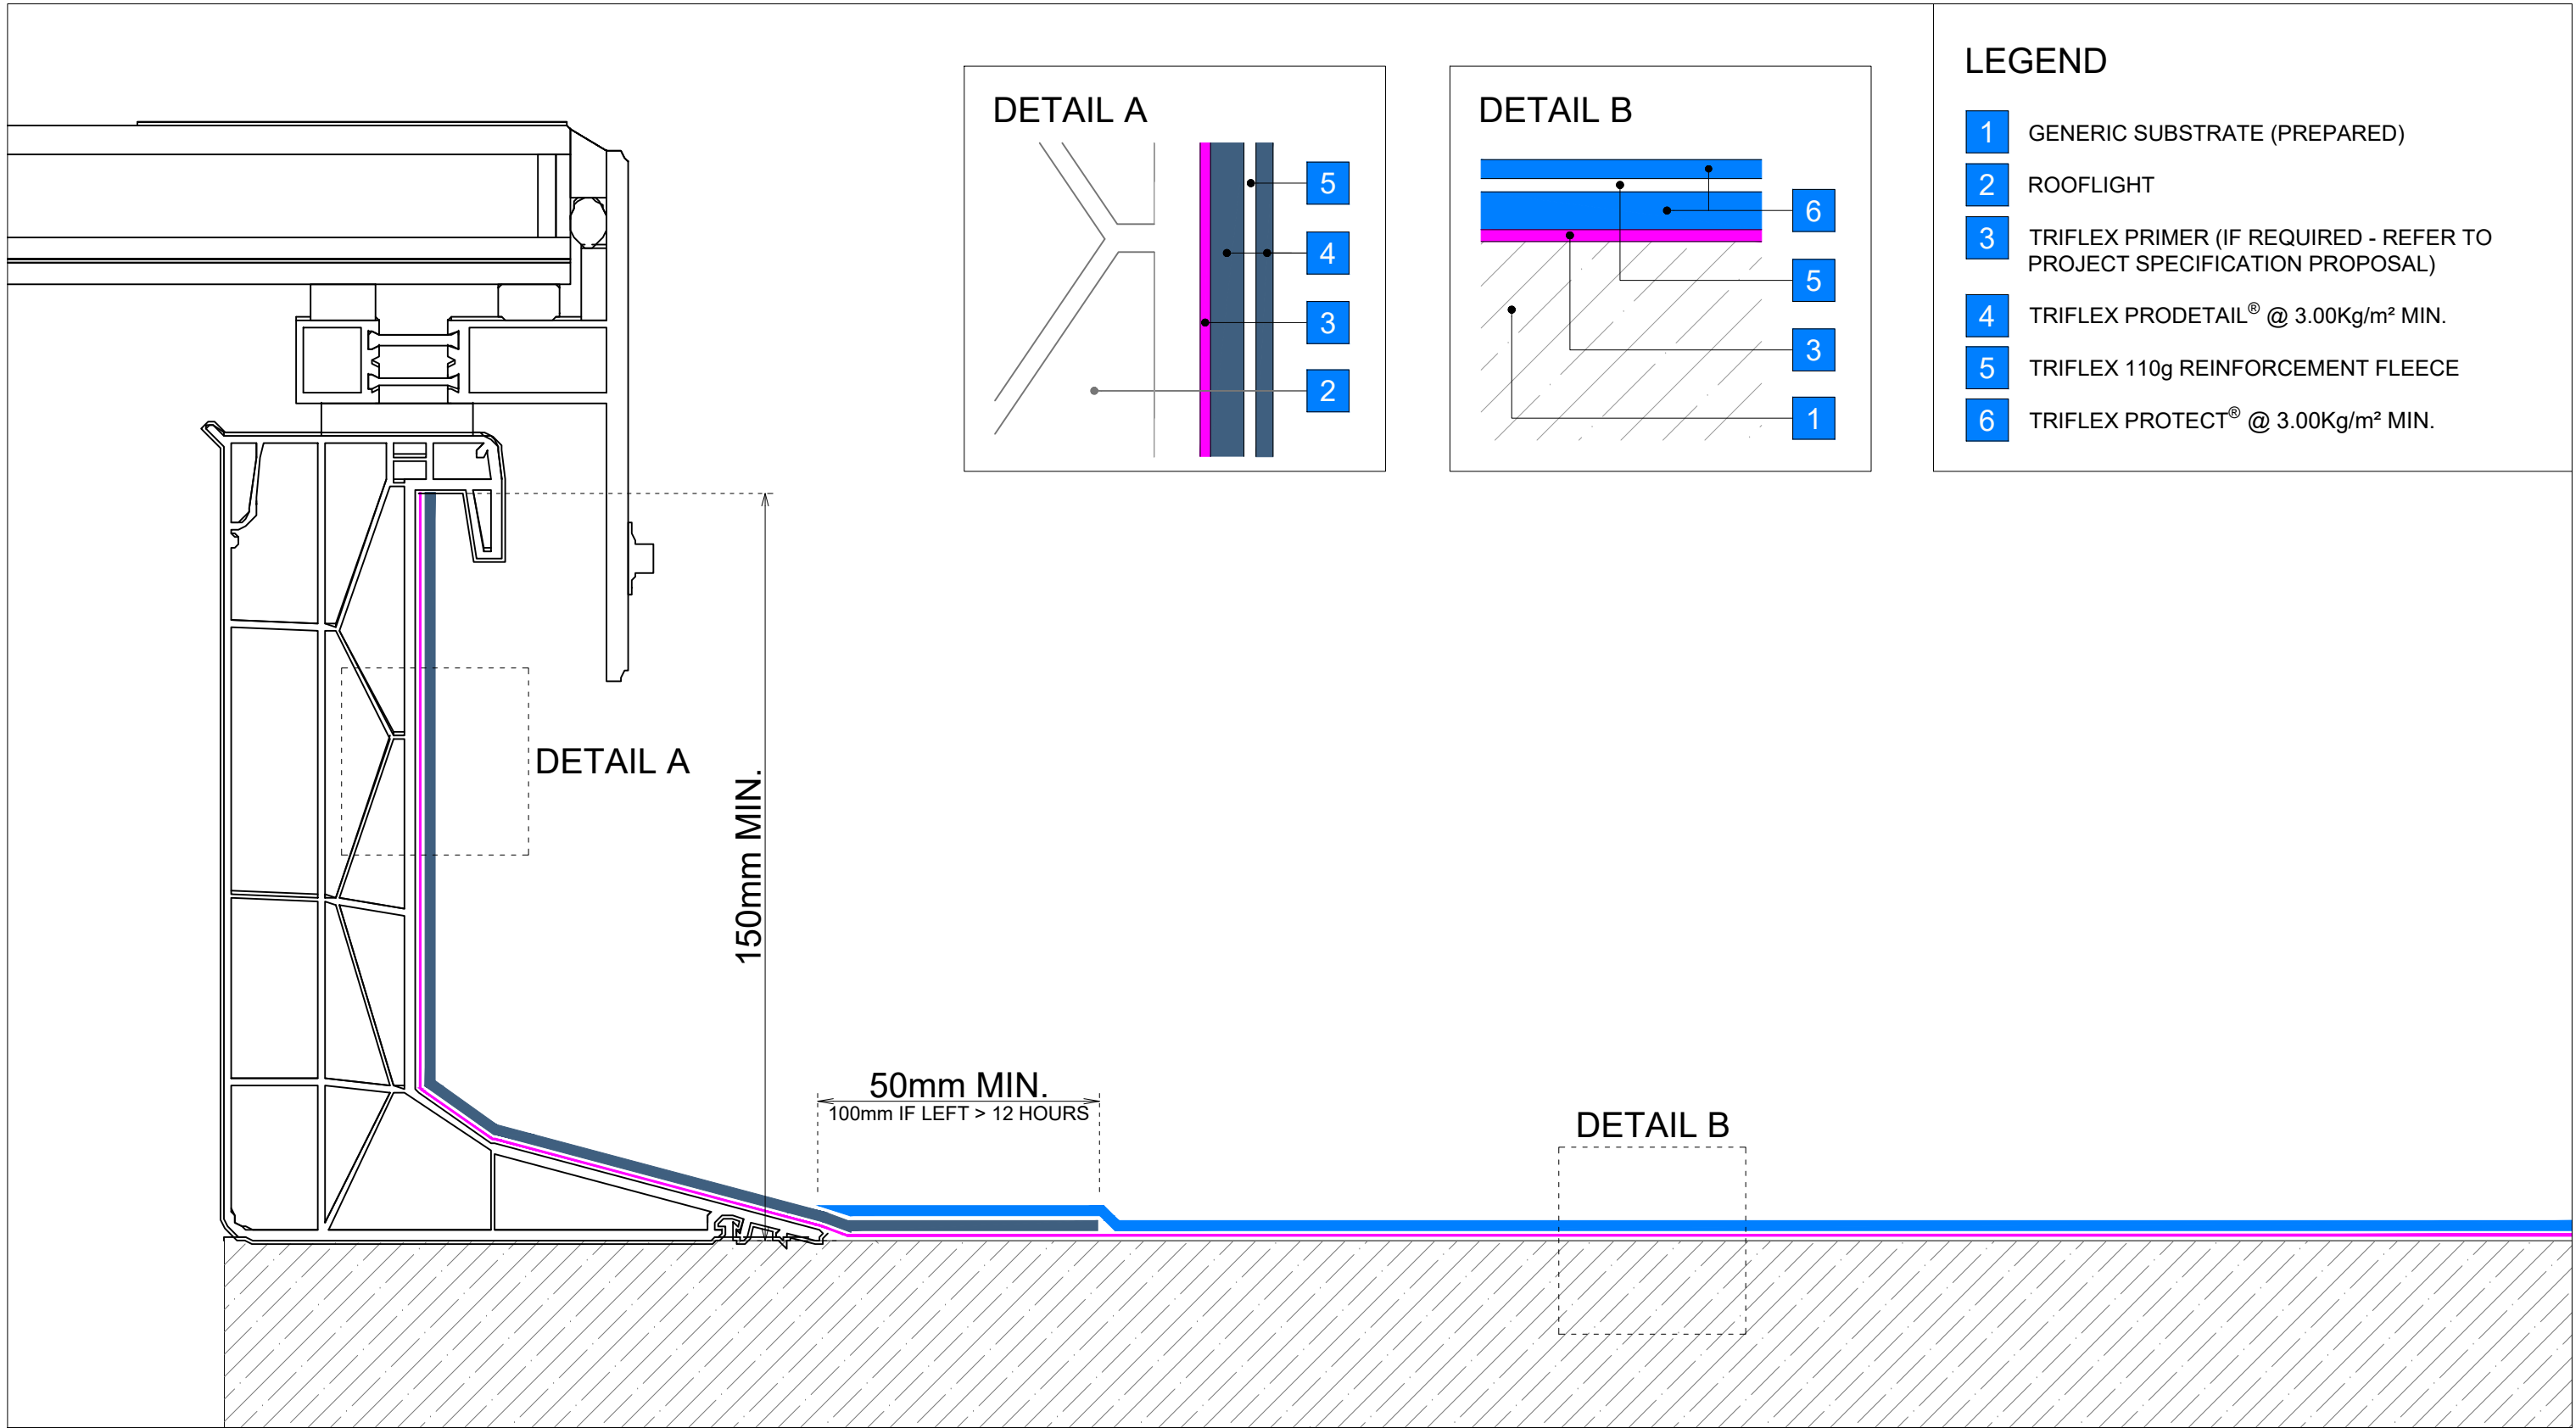 DETAIL A
5
4
3
2
DETAIL B
6
5
3
1
LEGEND
1 GENERIC SUBSTRATE (PREPARED)
2 ROOFLIGHT
3 TRIFLEX PRIMER (IF REQUIRED - REFER TO
PROJECT SPECIFICATION PROPOSAL)
4 TRIFLEX PRODETAIL® @ 3.00Kg/m² MIN.
5 TRIFLEX 110g REINFORCEMENT FLEECE
6 TRIFLEX PROTECT® @ 3.00Kg/m² MIN.
DETAIL A
150mm MIN.
50mm MIN.
100mm IF LEFT > 12 HOURS
DETAIL B